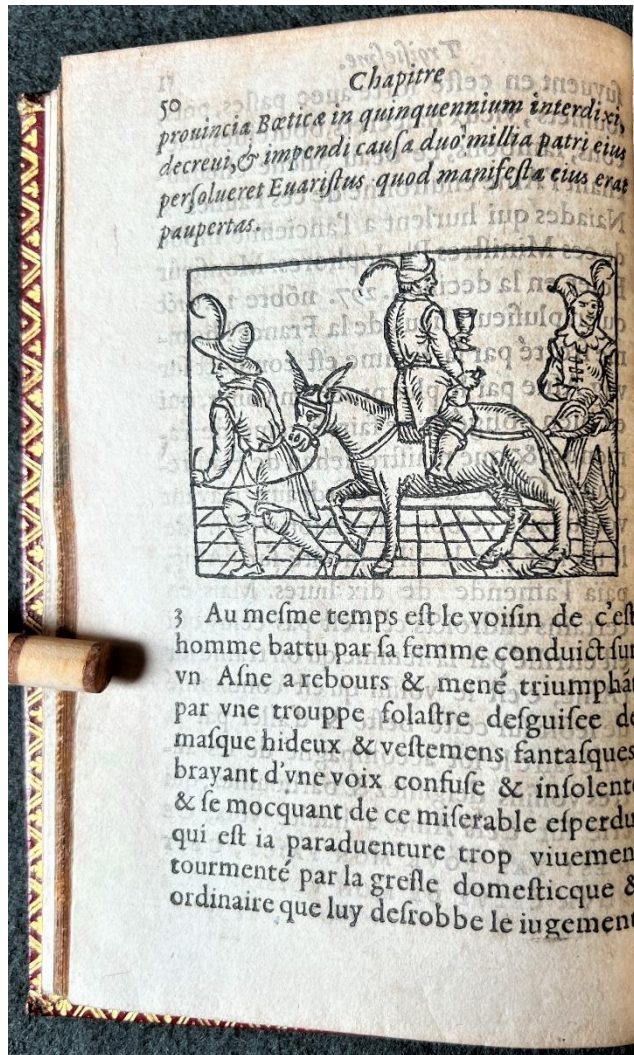 Chapitre
50
prouincia Bœticæ in quinquennium interdixi,
decreui, & impendi cauſa duo millia patri eius
perſolueret Euariſtus quod manifeſta eius erat
paupertas.
3 Au meſme temps eſt le voiſin de c'eſt
homme battu par ſa femme conduict ſur
vn Aſne a rebours & mené triumphāt
par vne trouppe folaſtre deſguiſee de
maſque hideux & veſtemens fantaſques
brayant d'vne voix confuſe & inſolente
& ſe mocquant de ce miſerable eſperdu
qui eſt ia paraduenture trop viuemen
tourmenté par la greſle domeſticque &
ordinaire que luy deſrobbe le iugement